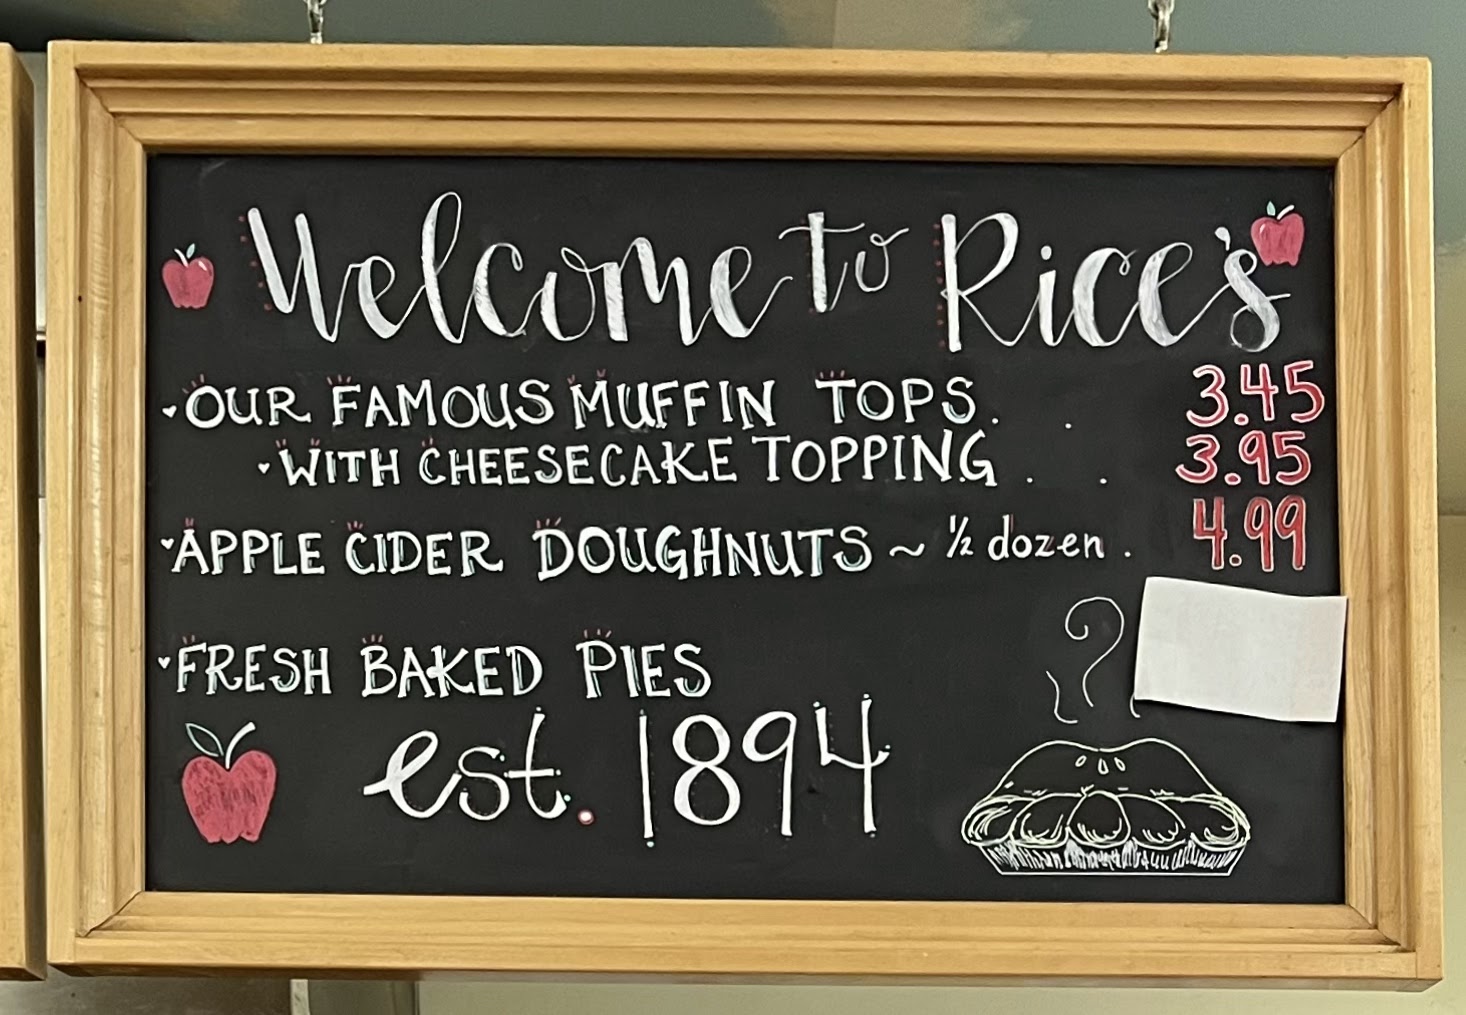 Welcome to Rice's
OUR FAMOUS MUFFIN TOPS . . 3.45
WITH CHEESECAKE TOPPING . . 3.95
APPLE CIDER DOUGHNUTS ~ ½ dozen . 4.99
FRESH BAKED PIES
est. 1894